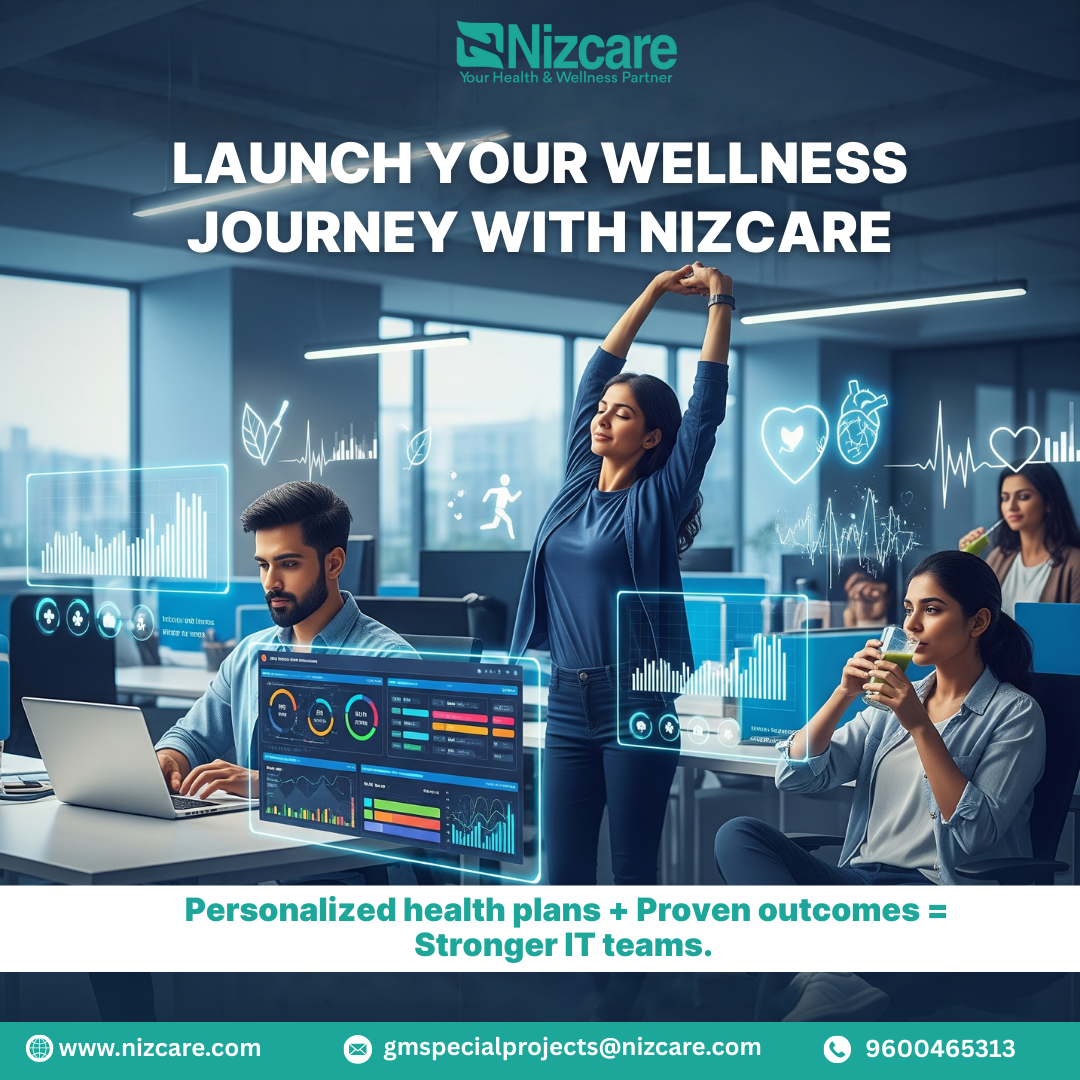 Nizcare
Your Health & Wellness Partner
LAUNCH YOUR WELLNESS
JOURNEY WITH NIZCARE
Personalized health plans + Proven outcomes =
Stronger IT teams.
www.nizcare.com
gmspecialprojects@nizcare.com
9600465313